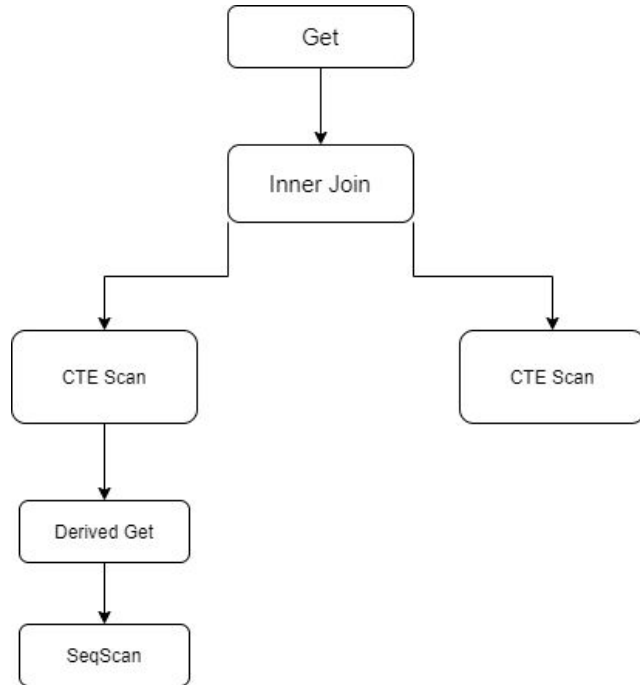 Get
Inner Join
CTE Scan
CTE Scan
Derived Get
SeqScan